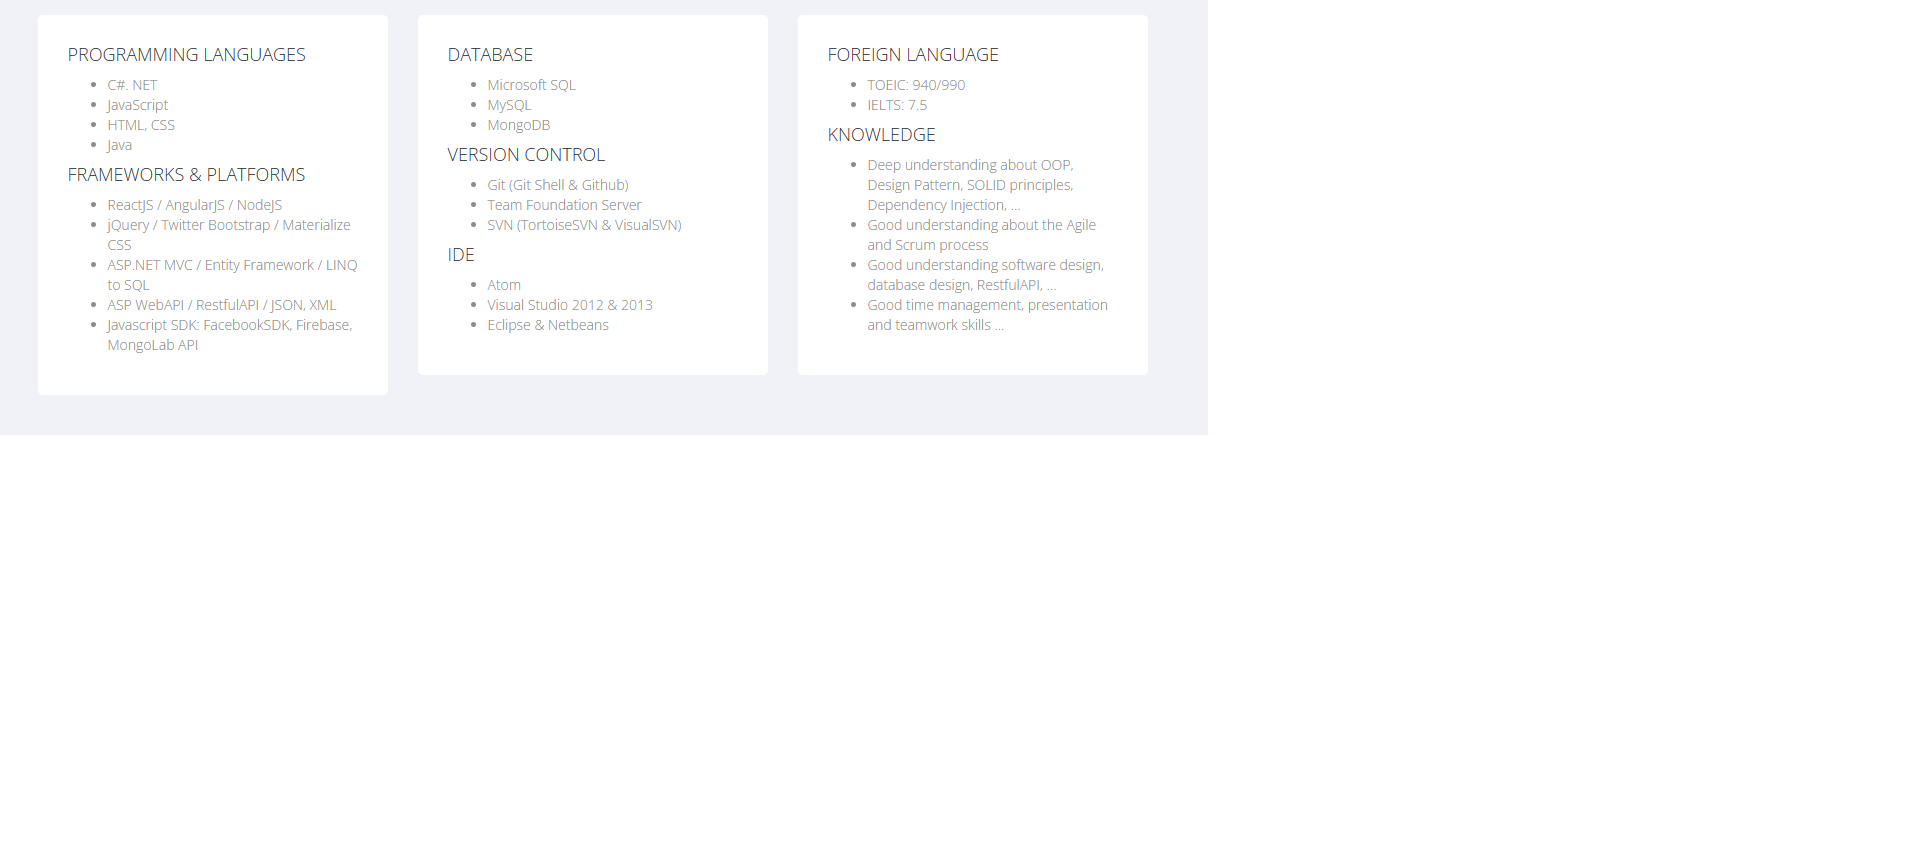 PROGRAMMING LANGUAGES
C#. NET
JavaScript
HTML, CSS
Java
FRAMEWORKS & PLATFORMS
ReactJS / AngularJS / NodeJS
jQuery / Twitter Bootstrap / Materialize
CSS
ASP.NET MVC / Entity Framework / LINQ
to SQL
ASP WebAPI / RestfulAPI / JSON, XML
Javascript SDK: FacebookSDK, Firebase,
MongoLab API
DATABASE
Microsoft SQL
MySQL
MongoDB
VERSION CONTROL
Git (Git Shell & Github)
Team Foundation Server
SVN (TortoiseSVN & VisualSVN)
IDE
Atom
Visual Studio 2012 & 2013
Eclipse & Netbeans
FOREIGN LANGUAGE
TOEIC: 940/990
IELTS: 7.5
KNOWLEDGE
Deep understanding about OOP,
Design Pattern, SOLID principles,
Dependency Injection, ...
Good understanding about the Agile
and Scrum process
Good understanding software design,
database design, RestfulAPI, ...
Good time management, presentation
and teamwork skills ...